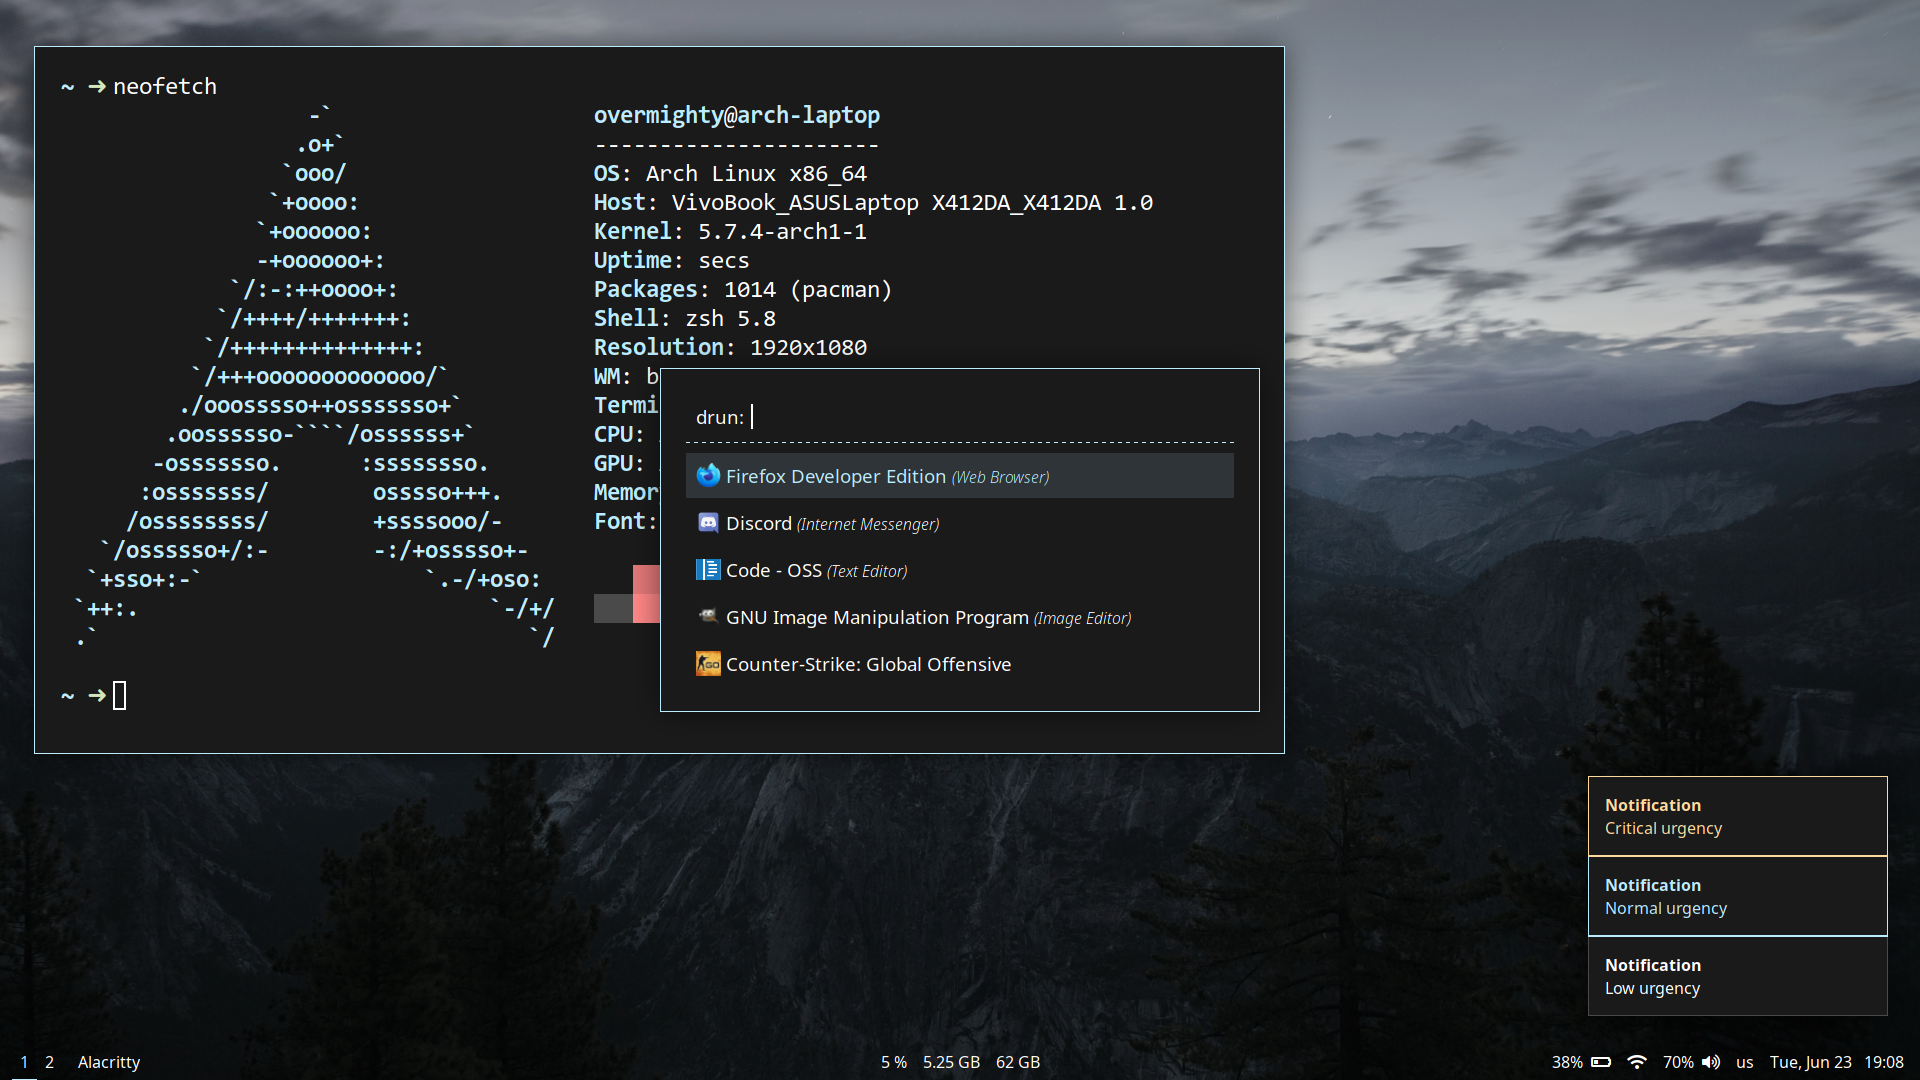 ~ ➜ neofetch
-`
.o+`
`ooo/
`+oooo:
`+oooooo:
-+oooooo+:
`/:-:++oooo+:
`/++++/+++++++:
`/++++++++++++++:
`/+++ooooooooooooo/`
./ooosssso++osssssso+`
.oossssso-````/ossssss+`
-osssssso. :ssssssso.
:osssssss/ osssso+++.
/ossssssss/ +ssssooo/-
`/ossssso+/:- -:/+osssso+-
`+sso+:-` `.-/+oso:
`++:. `-/+/
.` `/
overmighty@arch-laptop
----------------------
OS: Arch Linux x86_64
Host: VivoBook_ASUSLaptop X412DA_X412DA 1.0
Kernel: 5.7.4-arch1-1
Uptime: secs
Packages: 1014 (pacman)
Shell: zsh 5.8
Resolution: 1920x1080
WM: b
Termi
CPU:
GPU:
Memor
Font:
~ ➜
drun:
Firefox Developer Edition (Web Browser)
Discord (Internet Messenger)
Code - OSS (Text Editor)
GNU Image Manipulation Program (Image Editor)
GO Counter-Strike: Global Offensive
Notification
Critical urgency
Notification
Normal urgency
Notification
Low urgency
1 2 Alacritty 5 % 5.25 GB 62 GB 38% 70% us Tue, Jun 23 19:08